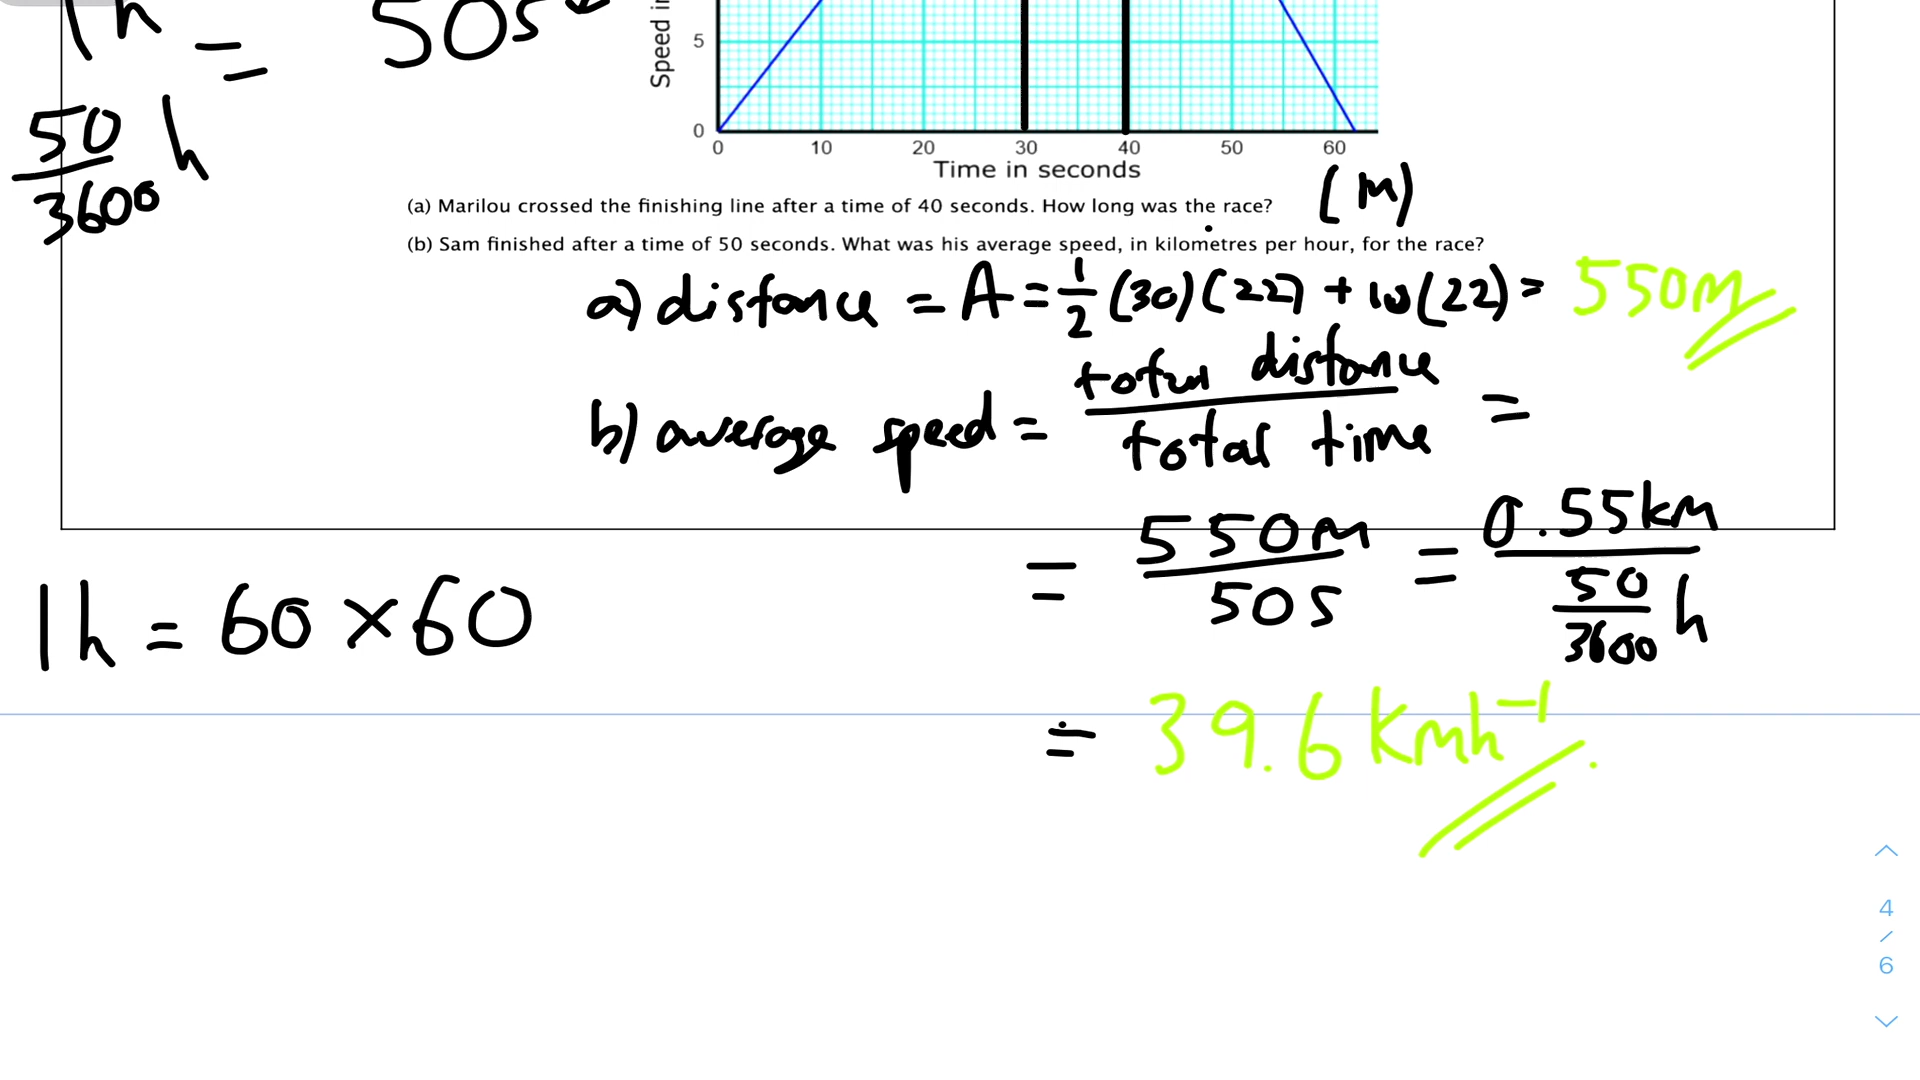 1h = 50s
50/3600 h
Speed in
5
0
0 10 20 30 40 50 60
Time in seconds
(m)
(a) Marilou crossed the finishing line after a time of 40 seconds. How long was the race?
(b) Sam finished after a time of 50 seconds. What was his average speed, in kilometres per hour, for the race?
a) distance = A = 1/2 (30)(22) + 10(22) = 550m
b) average speed = total distance / total time =
= 550m / 50s = 0.55km / 50/3600 h
1h = 60 × 60
= 39.6 kmh⁻¹
4
/
6